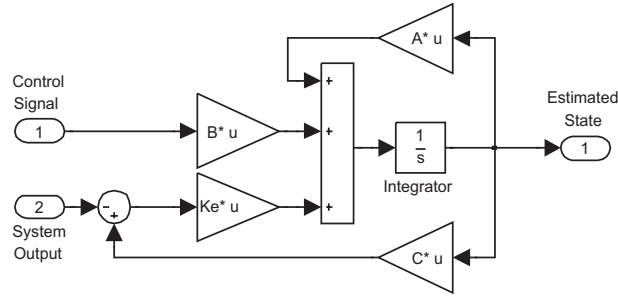 A* u
Control
Signal
1
B* u
+
+
+
1
s
Integrator
Estimated
State
1
2
System
Output
-
+
Ke* u
C* u